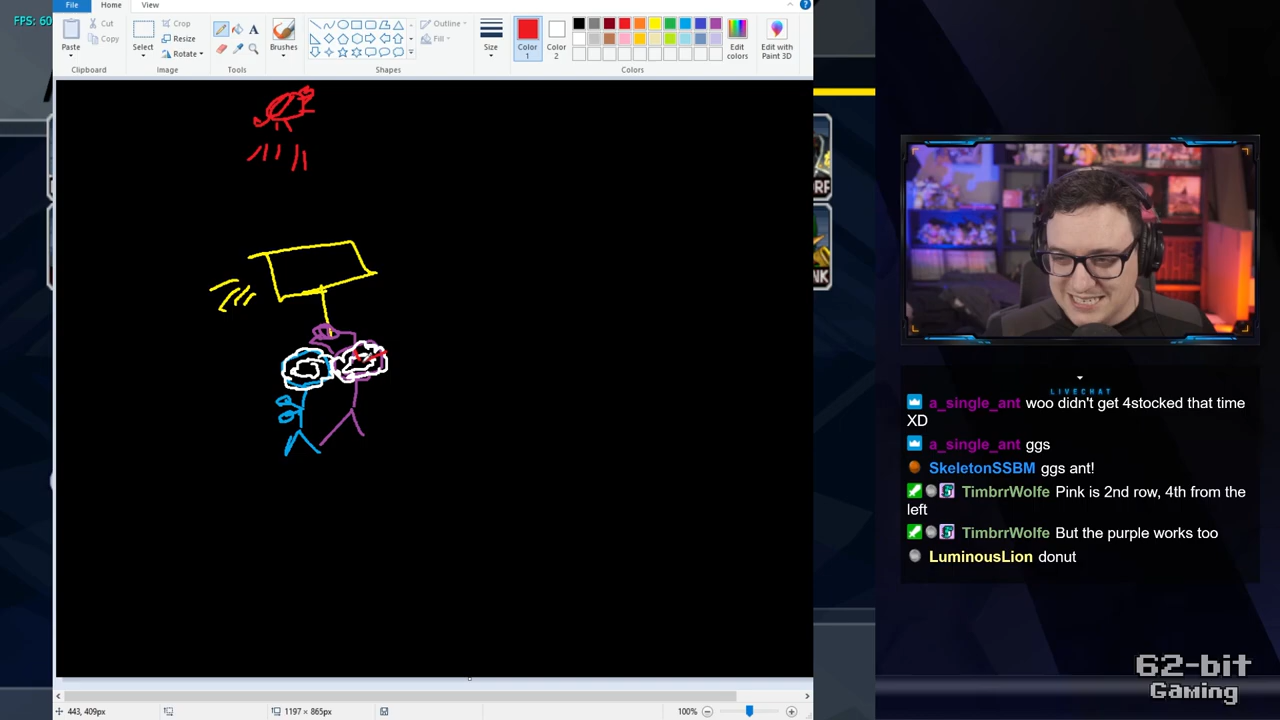 FPS: 60
File
Home
View
Paste
Cut
Copy
Clipboard
Select
Crop
Resize
Rotate
Image
Tools
Brushes
Outline
Fill
Shapes
Size
Color 1
Color 2
Edit colors
Edit with Paint 3D
Colors
LIVECHAT
a_single_ant woo didn't get 4stocked that time
XD
a_single_ant ggs
SkeletonSSBM ggs ant!
TimbrrWolfe Pink is 2nd row, 4th from the
left
TimbrrWolfe But the purple works too
LuminousLion donut
62-bit
Gaming
443, 409px
1197 × 865px
100%